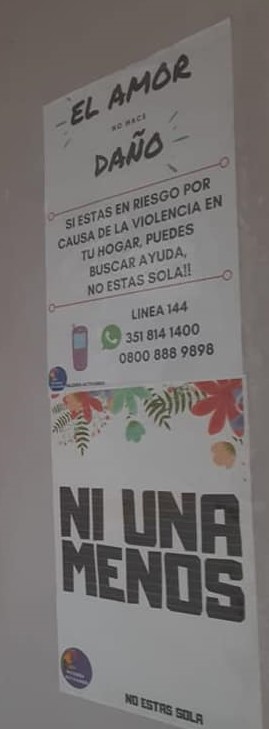 EL AMOR
NO HACE
DAÑO
SI ESTAS EN RIESGO POR
CAUSA DE LA VIOLENCIA EN
TU HOGAR, PUEDES
BUSCAR AYUDA,
NO ESTAS SOLA!!
LINEA 144
351 814 1400
0800 888 9898
NI UNA
MENOS
NO ESTAS SOLA